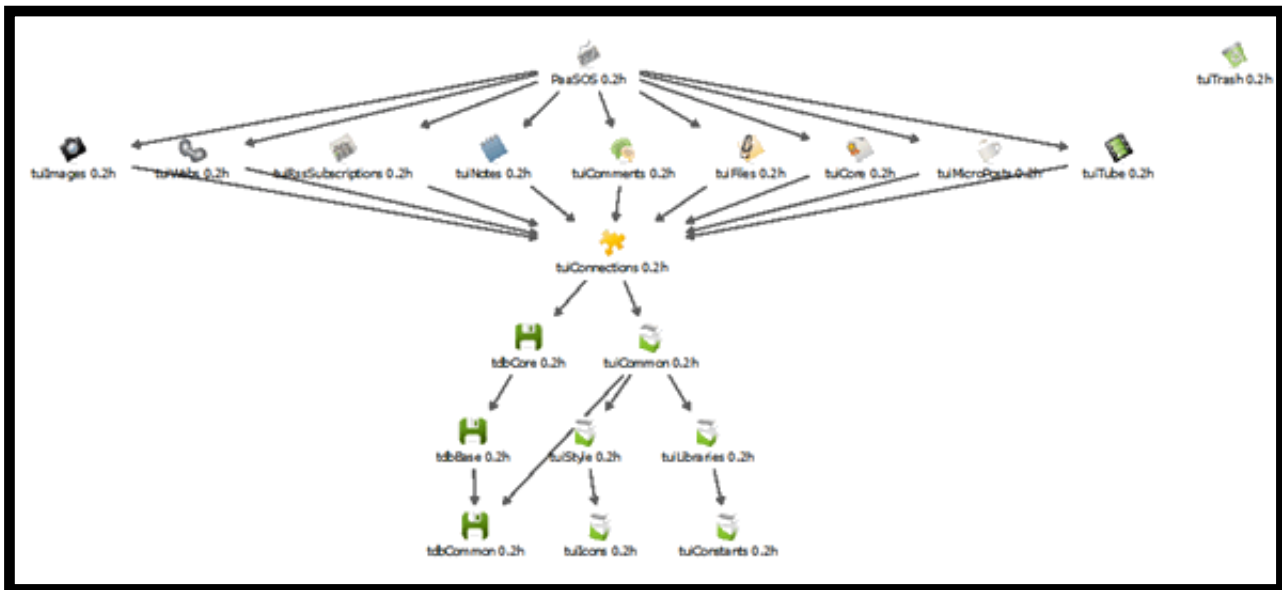 PaaSOS 0.2h
tuiTrash 0.2h
tuiImages 0.2h
tuiWebs 0.2h
tuiRssSubscriptions 0.2h
tuiNotes 0.2h
tuiComments 0.2h
tuiFiles 0.2h
tuiCore 0.2h
tuiMicroPosts 0.2h
tuiTube 0.2h
tuiConnections 0.2h
tdbCore 0.2h
tuiCommon 0.2h
tdbBase 0.2h
tuiStyle 0.2h
tuiLibraries 0.2h
tdbCommon 0.2h
tuiIcons 0.2h
tuiConstants 0.2h